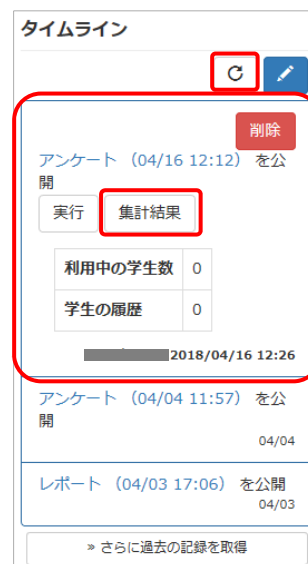 タイムライン
削除
アンケート (04/16 12:12) を公
開
実行 集計結果
利用中の学生数 0
学生の履歴 0
2018/04/16 12:26
アンケート (04/04 11:57) を公
開
04/04
レポート (04/03 17:06) を公開
04/03
» さらに過去の記録を取得